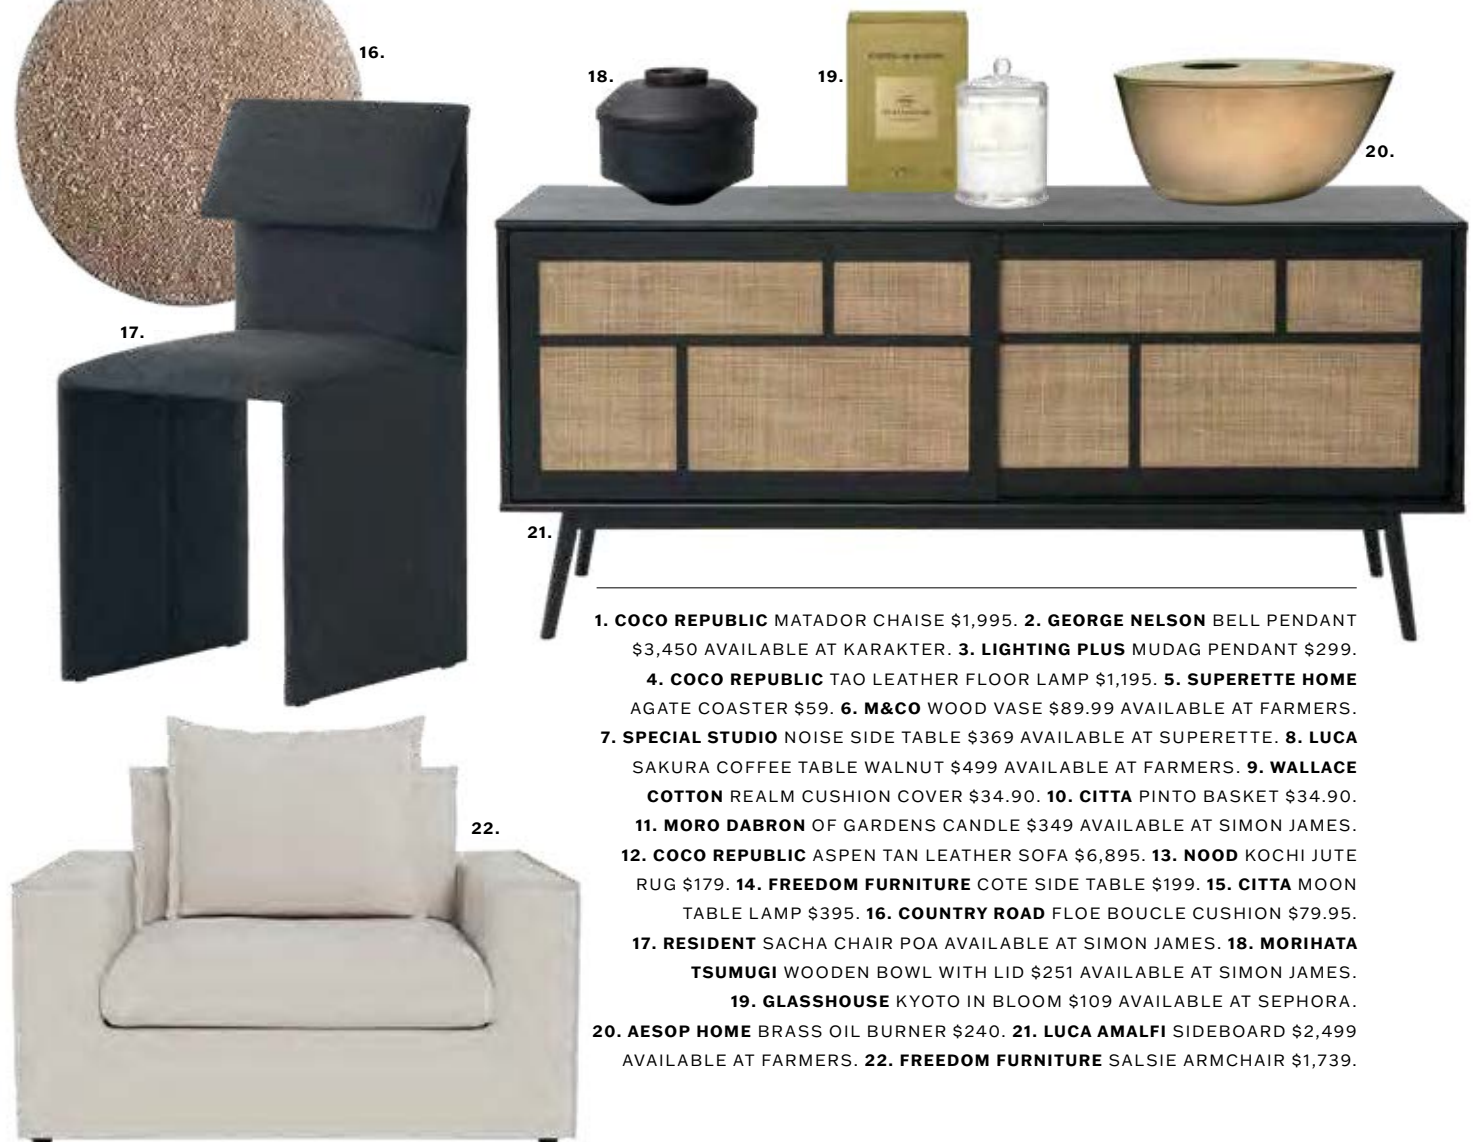 16.
18.
19.
20.
17.
21.
1. COCO REPUBLIC MATADOR CHAISE $1,995. 2. GEORGE NELSON BELL PENDANT
$3,450 AVAILABLE AT KARAKTER. 3. LIGHTING PLUS MUDAG PENDANT $299.
4. COCO REPUBLIC TAO LEATHER FLOOR LAMP $1,195. 5. SUPERETTE HOME
AGATE COASTER $59. 6. M&CO WOOD VASE $89.99 AVAILABLE AT FARMERS.
7. SPECIAL STUDIO NOISE SIDE TABLE $369 AVAILABLE AT SUPERETTE. 8. LUCA
SAKURA COFFEE TABLE WALNUT $499 AVAILABLE AT FARMERS. 9. WALLACE
COTTON REALM CUSHION COVER $34.90. 10. CITTA PINTO BASKET $34.90.
11. MORO DABRON OF GARDENS CANDLE $349 AVAILABLE AT SIMON JAMES.
12. COCO REPUBLIC ASPEN TAN LEATHER SOFA $6,895. 13. NOOD KOCHI JUTE
RUG $179. 14. FREEDOM FURNITURE COTE SIDE TABLE $199. 15. CITTA MOON
TABLE LAMP $395. 16. COUNTRY ROAD FLOE BOUCLE CUSHION $79.95.
17. RESIDENT SACHA CHAIR POA AVAILABLE AT SIMON JAMES. 18. MORIHATA
TSUMUGI WOODEN BOWL WITH LID $251 AVAILABLE AT SIMON JAMES.
19. GLASSHOUSE KYOTO IN BLOOM $109 AVAILABLE AT SEPHORA.
20. AESOP HOME BRASS OIL BURNER $240. 21. LUCA AMALFI SIDEBOARD $2,499
AVAILABLE AT FARMERS. 22. FREEDOM FURNITURE SALSIE ARMCHAIR $1,739.
22.